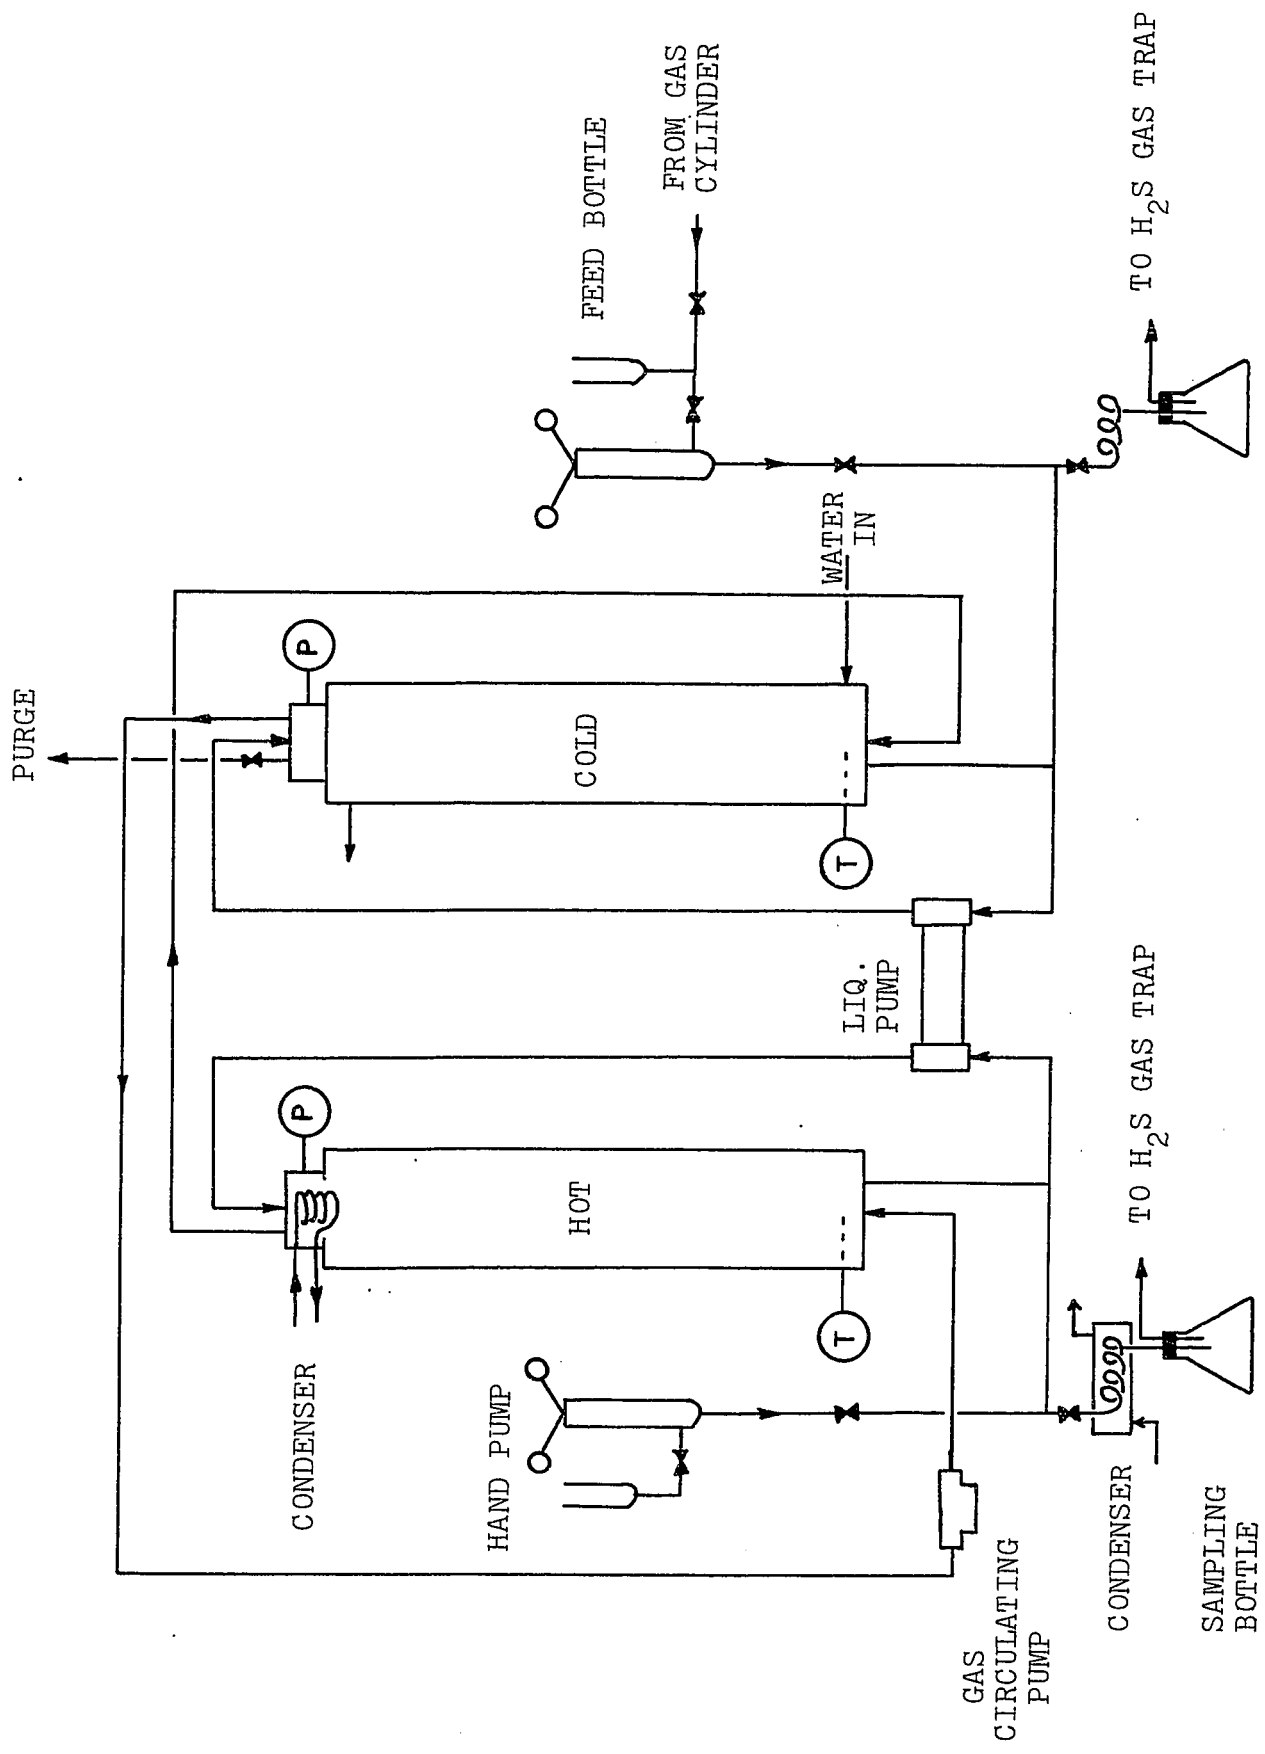 PURGE
FEED BOTTLE
FROM GAS
CYLINDER
P
P
CONDENSER
HOT
COLD
HAND PUMP
WATER
IN
T
T
LIQ.
PUMP
GAS
CIRCULATING
PUMP
CONDENSER
TO H₂S GAS TRAP
TO H₂S GAS TRAP
SAMPLING
BOTTLE